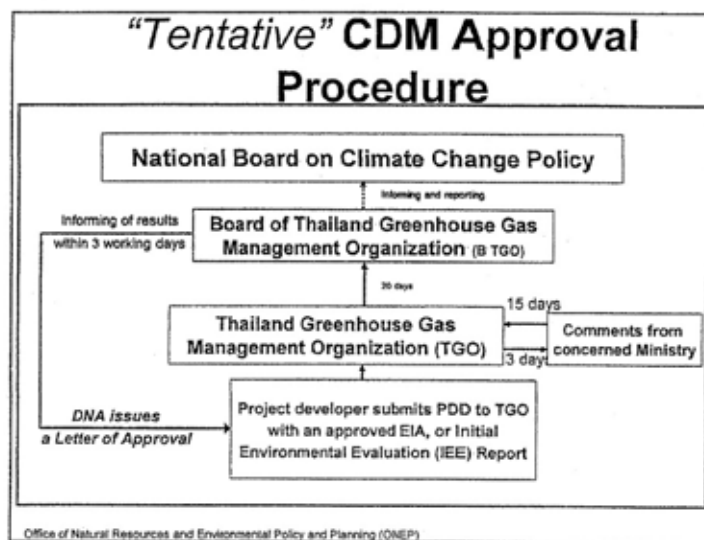 “Tentative” CDM Approval
Procedure
National Board on Climate Change Policy
Informing and reporting
Informing of results
within 3 working days
Board of Thailand Greenhouse Gas
Management Organization (B TGO)
20 days
15 days
Thailand Greenhouse Gas
Management Organization (TGO)
Comments from
concerned Ministry
3 days
DNA issues
a Letter of Approval
Project developer submits PDD to TGO
with an approved EIA, or Initial
Environmental Evaluation (IEE) Report
Office of Natural Resources and Environmental Policy and Planning (ONEP)